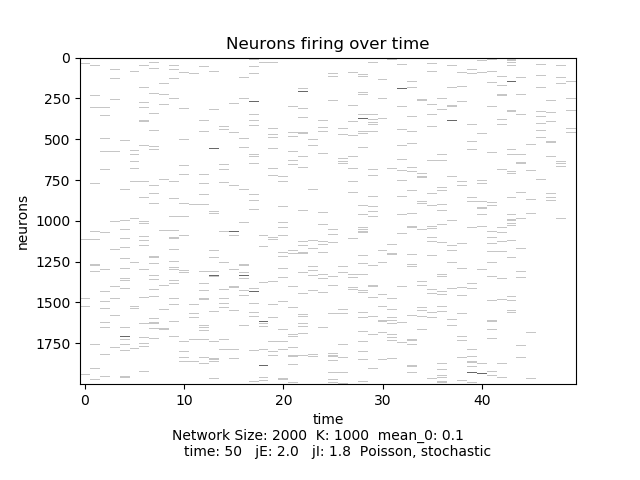 Neurons firing over time
0
250
500
750
1000
1250
1500
1750
neurons
0 10 20 30 40
time
Network Size: 2000 K: 1000 mean_0: 0.1
time: 50 jE: 2.0 jI: 1.8 Poisson, stochastic